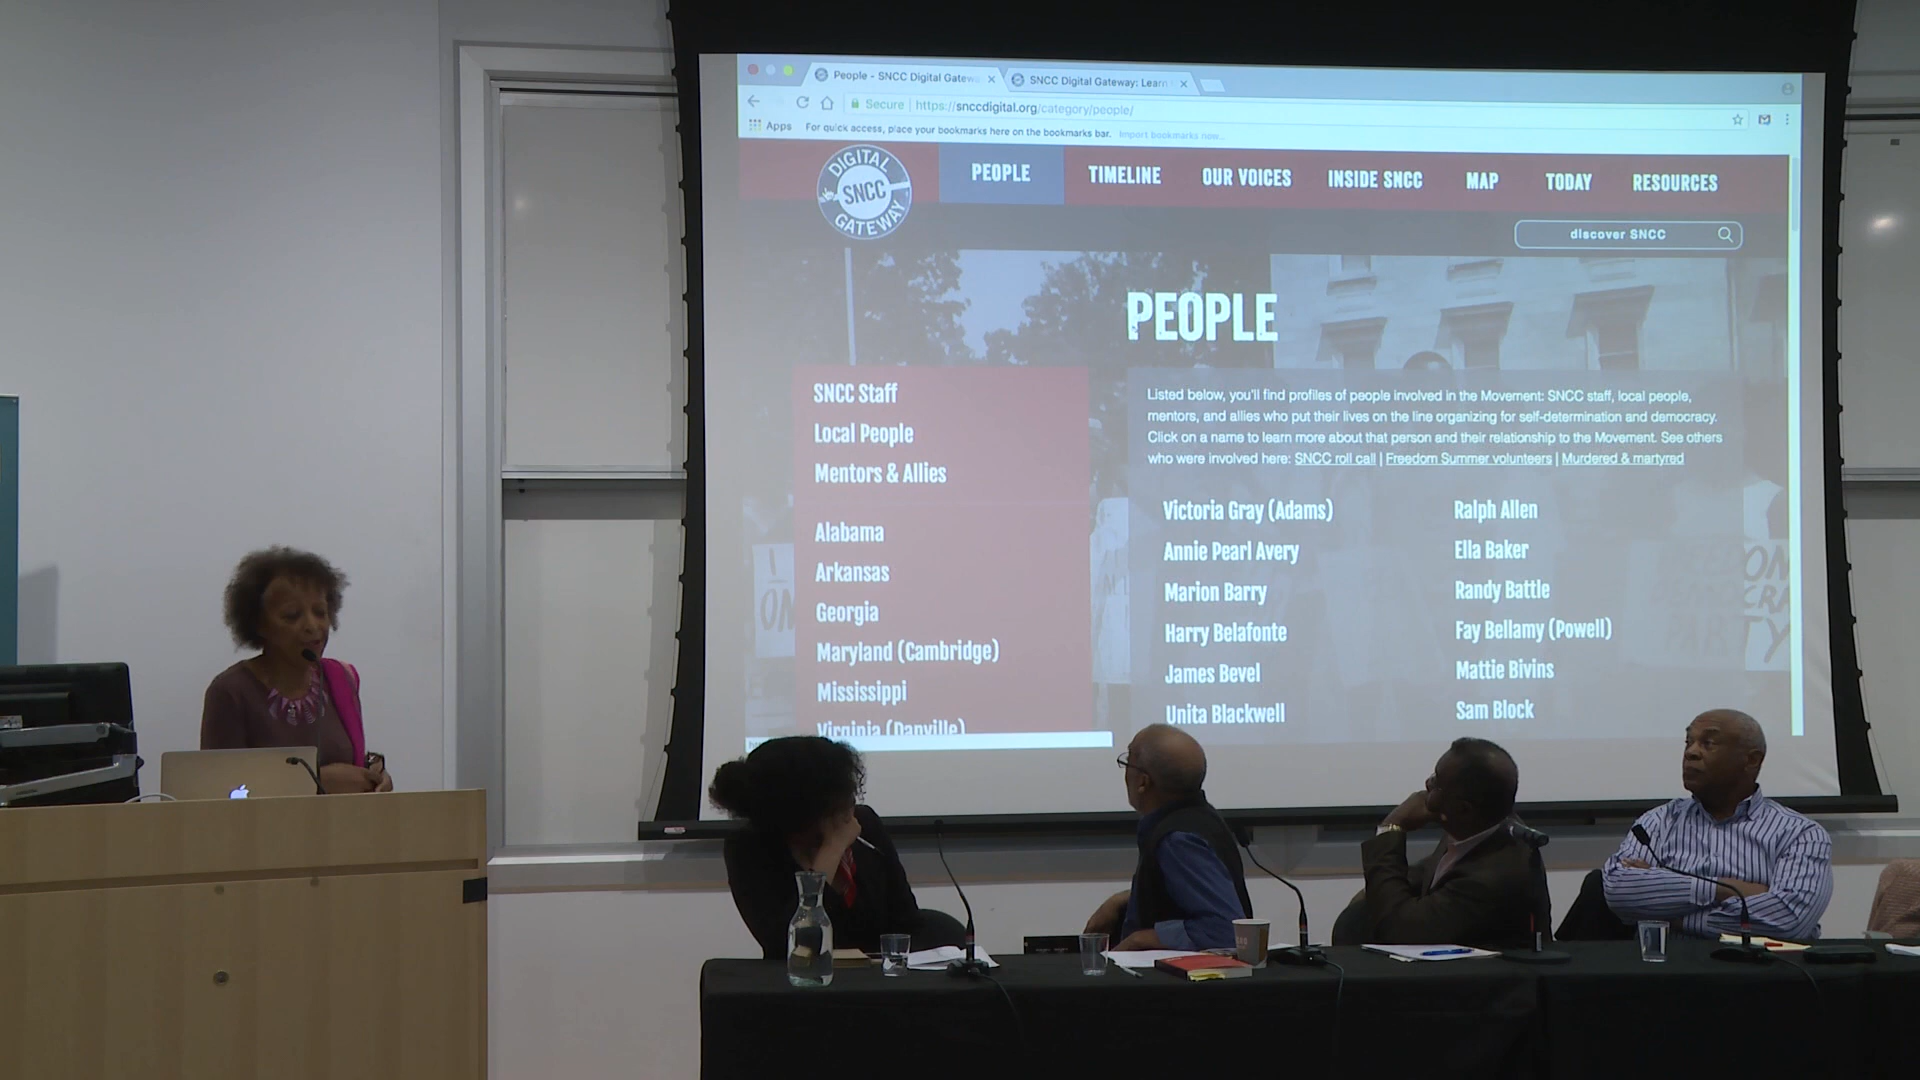 People - SNCC Digital Gatew
SNCC Digital Gateway: Learn
Secure | https://snccdigital.org/category/people/
Apps For quick access, place your bookmarks here on the bookmarks bar. Import bookmarks now...
DIGITAL
SNCC
GATEWAY
PEOPLE TIMELINE OUR VOICES INSIDE SNCC MAP TODAY RESOURCES
discover SNCC
PEOPLE
SNCC Staff
Local People
Mentors & Allies
Alabama
Arkansas
Georgia
Maryland (Cambridge)
Mississippi
Virginia (Danville)
Listed below, you'll find profiles of people involved in the Movement: SNCC staff, local people,
mentors, and allies who put their lives on the line organizing for self-determination and democracy.
Click on a name to learn more about that person and their relationship to the Movement. See others
who were involved here: SNCC roll call | Freedom Summer volunteers | Murdered & martyred
Victoria Gray (Adams)
Annie Pearl Avery
Marion Barry
Harry Belafonte
James Bevel
Unita Blackwell
Ralph Allen
Ella Baker
Randy Battle
Fay Bellamy (Powell)
Mattie Bivins
Sam Block